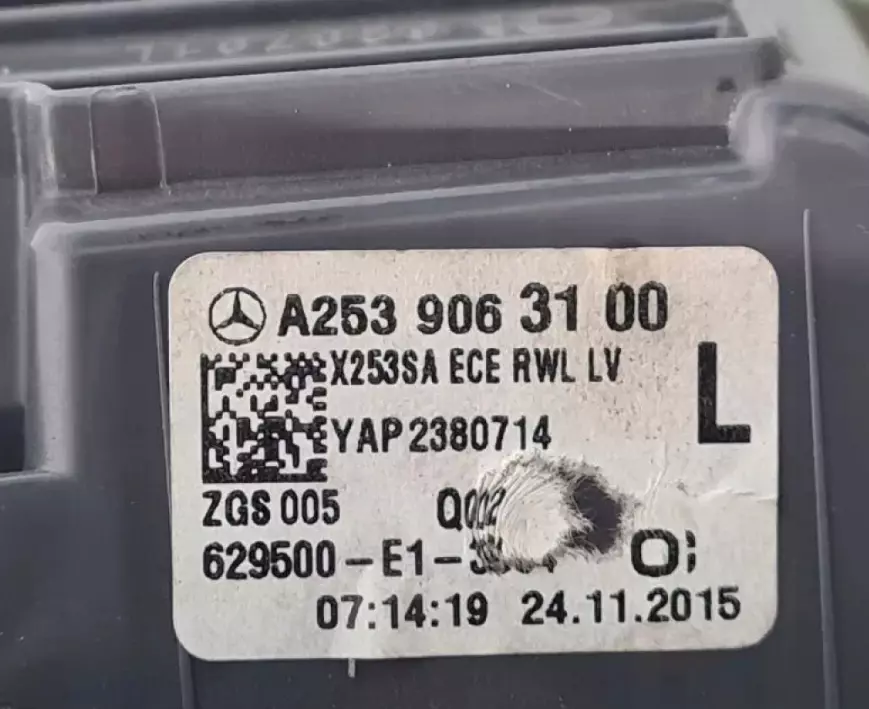 A253 906 31 00
X253SA ECE RWL LV
L
YAP2380714
ZGS 005
629500-E1-
07:14:19 24.11.2015